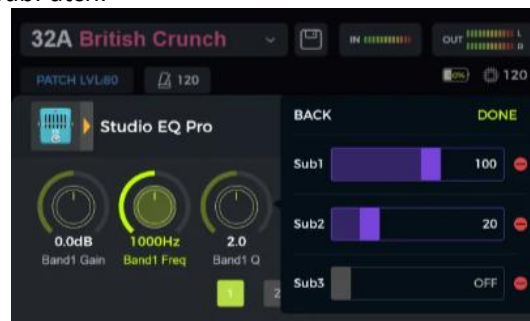 32A British Crunch
IN
OUT
L
R
PATCH LVL:80
120
120
Studio EQ Pro
BACK
DONE
Sub1
100
Sub2
20
Sub3
OFF
0.0dB
1000Hz
2.0
Band1 Gain
Band1 Freq
Band1 Q
1
2